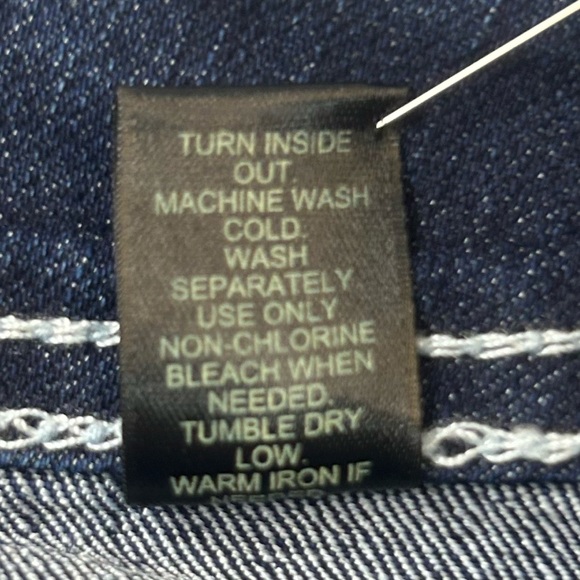 TURN INSIDE
OUT.
MACHINE WASH
COLD.
WASH
SEPARATELY
USE ONLY
NON-CHLORINE
BLEACH WHEN
NEEDED.
TUMBLE DRY
LOW.
WARM IRON IF
NEEDED